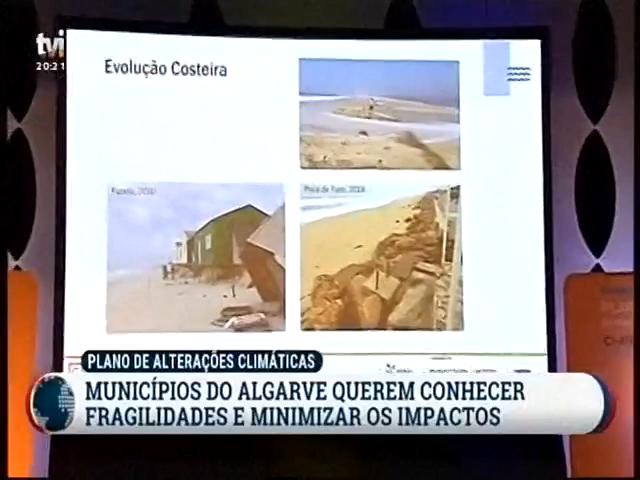 tvi
20:21
Evolução Costeira
PLANO DE ALTERAÇÕES CLIMÁTICAS
MUNICÍPIOS DO ALGARVE QUEREM CONHECER
FRAGILIDADES E MINIMIZAR OS IMPACTOS